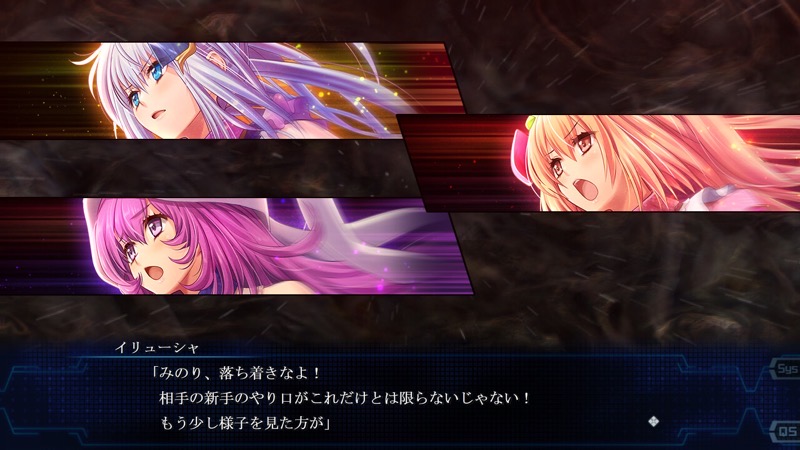 イリューシャ
「みのり、落ち着きなよ！
相手の新手のやり口がこれだけとは限らないじゃない！
もう少し様子を見た方が」
Sys
QS